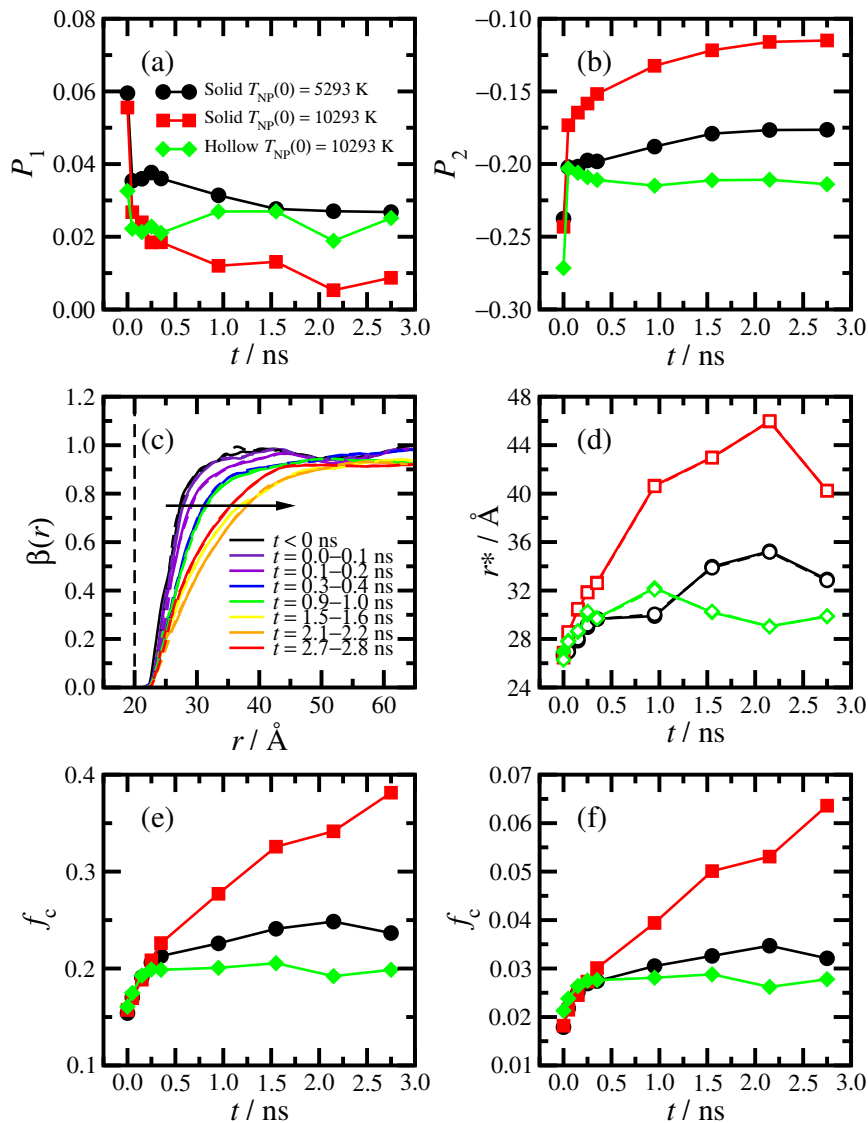 0.08
0.06
0.04
0.02
0.00
P1
(a)
Solid TNP(0) = 5293 K
Solid TNP(0) = 10293 K
Hollow TNP(0) = 10293 K
0.0 0.5 1.0 1.5 2.0 2.5 3.0
t / ns
−0.10
−0.15
−0.20
−0.25
−0.30
P2
(b)
0.0 0.5 1.0 1.5 2.0 2.5 3.0
t / ns
1.2
1.0
0.8
0.6
0.4
0.2
0.0
β(r)
(c)
t < 0 ns
t = 0.0–0.1 ns
t = 0.1–0.2 ns
t = 0.3–0.4 ns
t = 0.9–1.0 ns
t = 1.5–1.6 ns
t = 2.1–2.2 ns
t = 2.7–2.8 ns
20 30 40 50 60
r / Å
48
44
40
36
32
28
24
r* / Å
(d)
0.0 0.5 1.0 1.5 2.0 2.5 3.0
t / ns
0.4
0.3
0.2
0.1
fc
(e)
0.0 0.5 1.0 1.5 2.0 2.5 3.0
t / ns
0.07
0.06
0.05
0.04
0.03
0.02
0.01
fc
(f)
0.0 0.5 1.0 1.5 2.0 2.5 3.0
t / ns